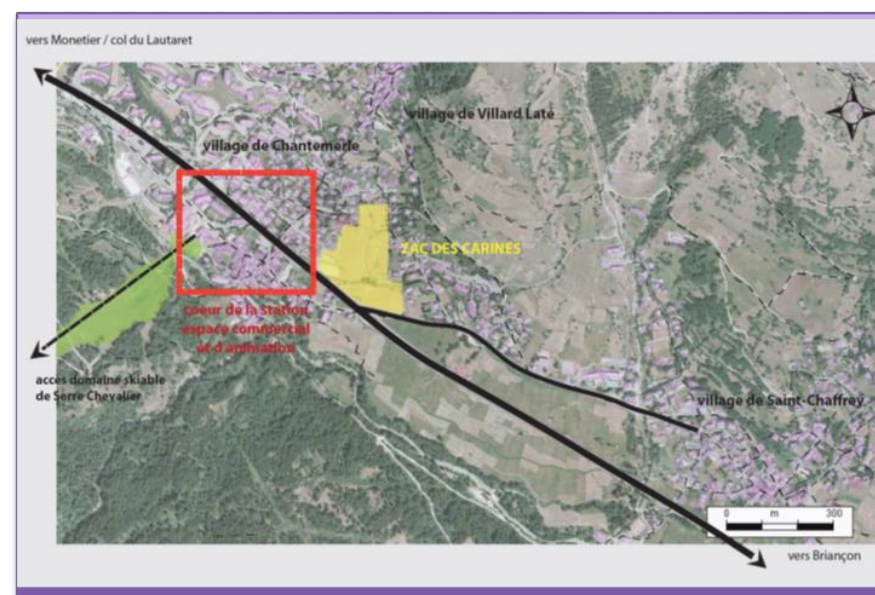 vers Monetier / col du Lautaret
village de Villard Laté
village de Chantemerle
ZAC DES CARINES
coeur de la station
espace commercial
et d'animation
acces domaine skiable
de Serre Chevalier
village de Saint-Chaffrey
0 m 300
vers Briançon